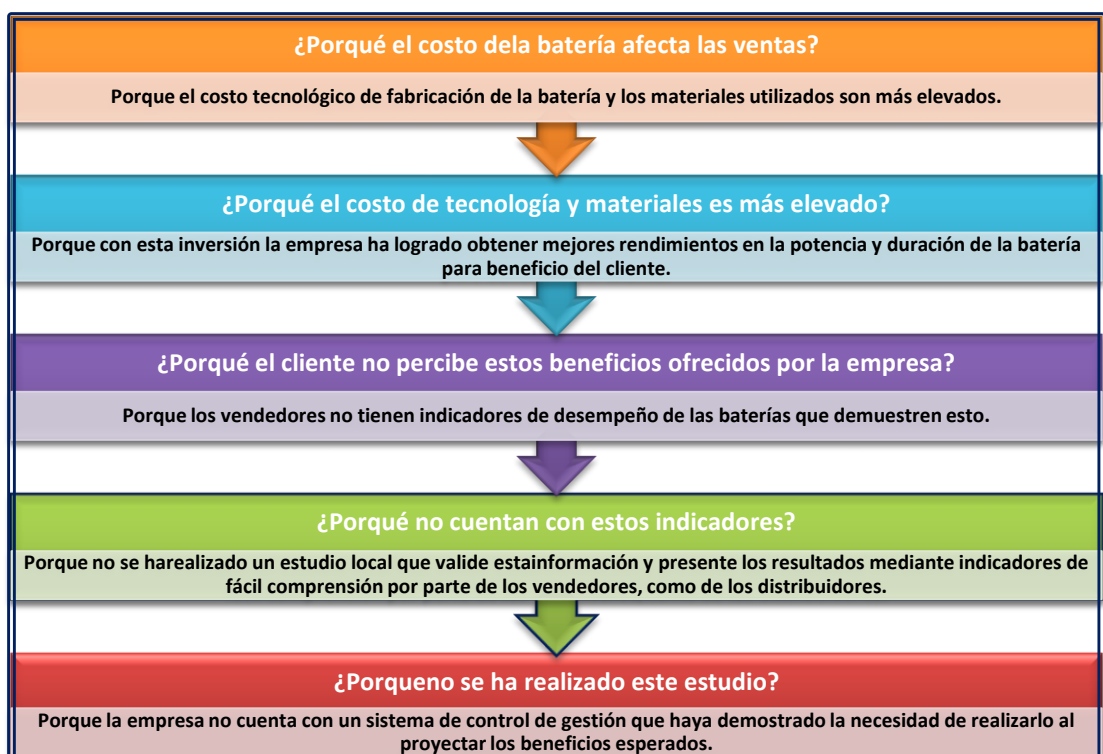 ¿Porqué el costo dela batería afecta las ventas?
Porque el costo tecnológico de fabricación de la batería y los materiales utilizados son más elevados.
¿Porqué el costo de tecnología y materiales es más elevado?
Porque con esta inversión la empresa ha logrado obtener mejores rendimientos en la potencia y duración de la batería
para beneficio del cliente.
¿Porqué el cliente no percibe estos beneficios ofrecidos por la empresa?
Porque los vendedores no tienen indicadores de desempeño de las baterías que demuestren esto.
¿Porqué no cuentan con estos indicadores?
Porque no se harealizado un estudio local que valide estainformación y presente los resultados mediante indicadores de
fácil comprensión por parte de los vendedores, como de los distribuidores.
¿Porqueno se ha realizado este estudio?
Porque la empresa no cuenta con un sistema de control de gestión que haya demostrado la necesidad de realizarlo al
proyectar los beneficios esperados.